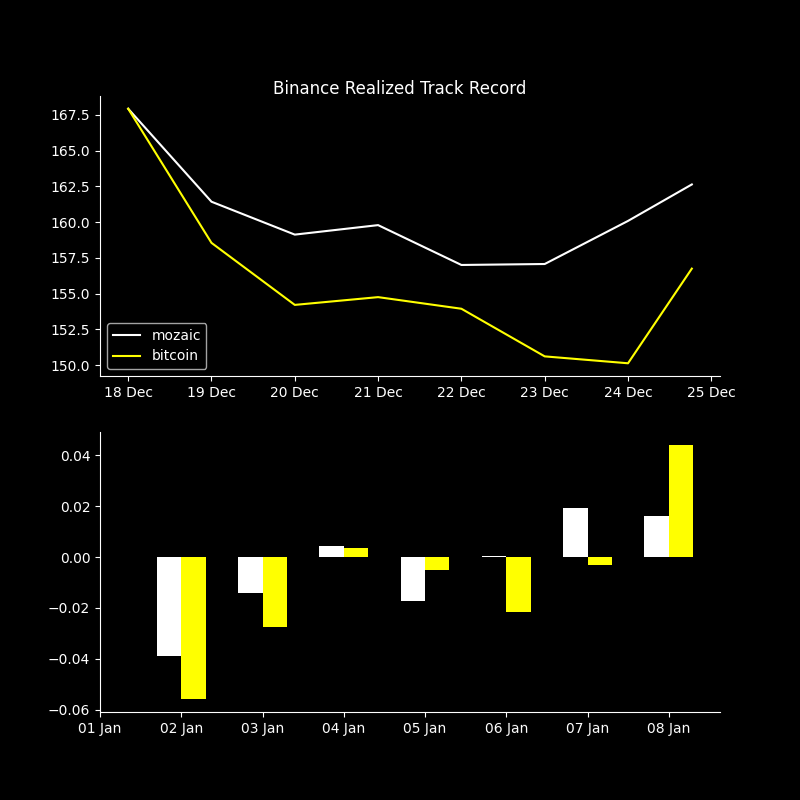 Binance Realized Track Record
167.5
165.0
162.5
160.0
157.5
155.0
152.5
150.0
mozaic
bitcoin
18 Dec 19 Dec 20 Dec 21 Dec 22 Dec 23 Dec 24 Dec 25 Dec
0.04
0.02
0.00
−0.02
−0.04
−0.06
01 Jan 02 Jan 03 Jan 04 Jan 05 Jan 06 Jan 07 Jan 08 Jan